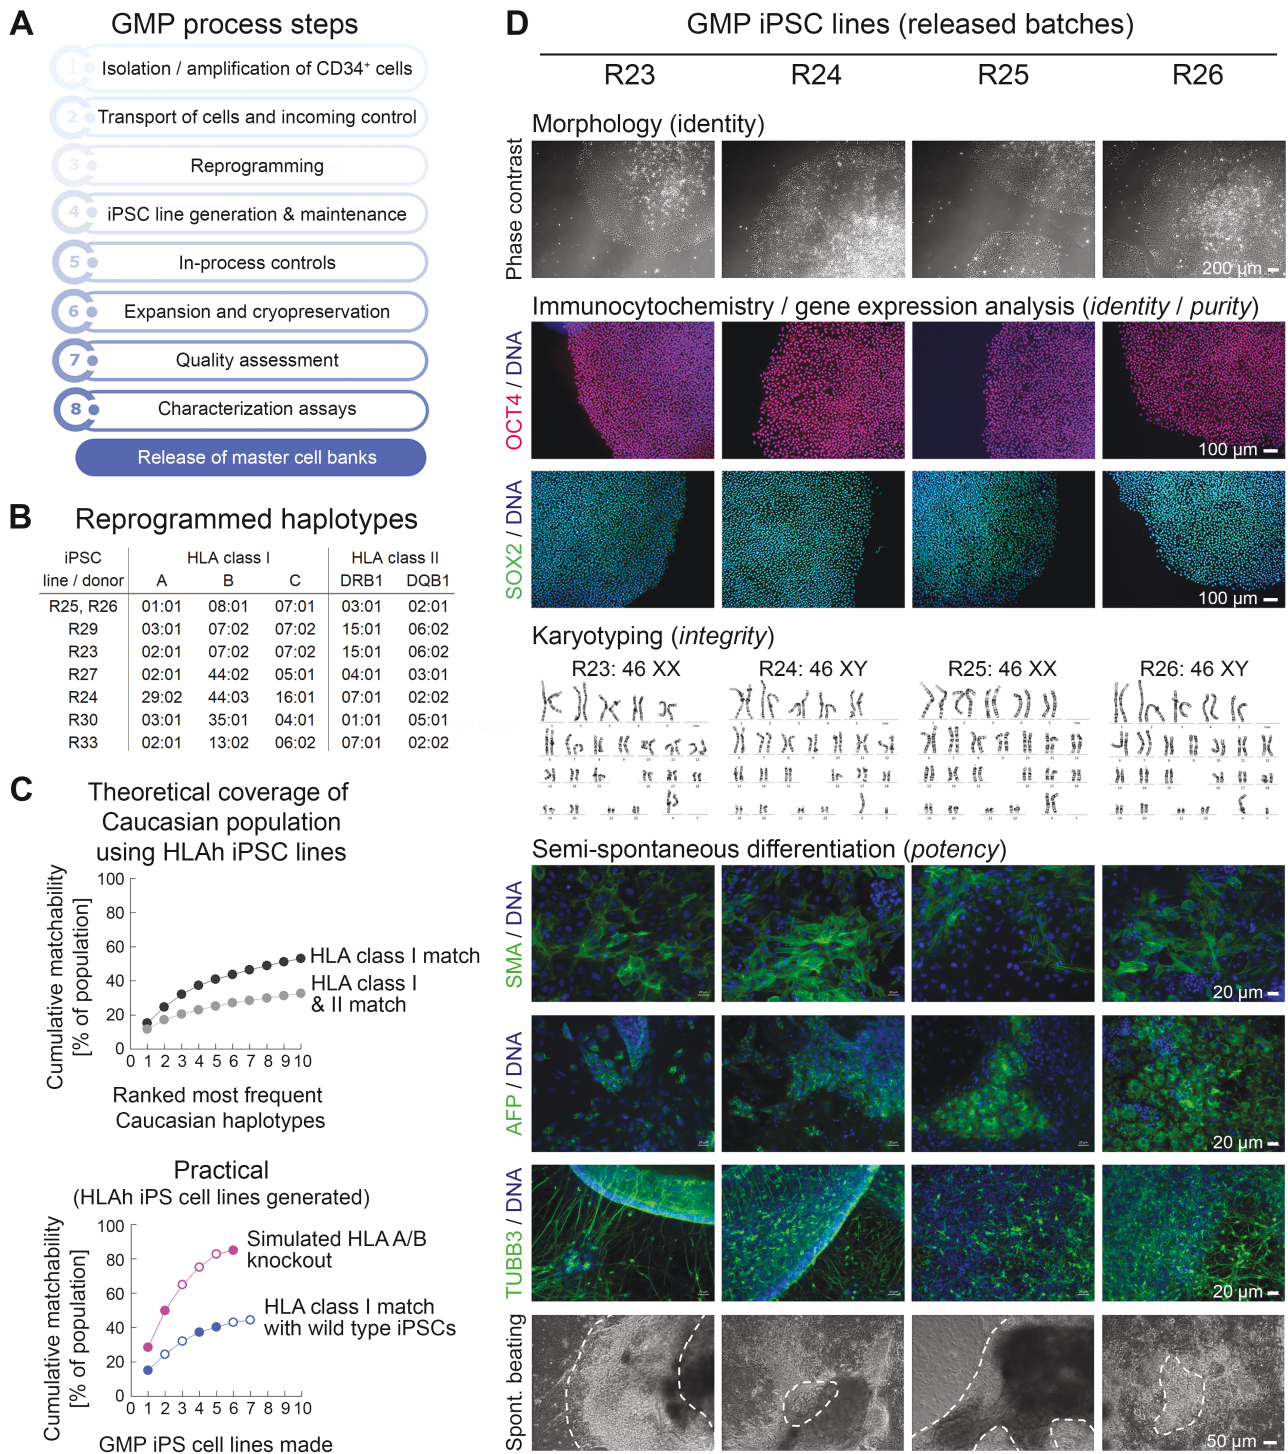 A
GMP process steps
1 Isolation / amplification of CD34+ cells
2 Transport of cells and incoming control
3 Reprogramming
4 iPSC line generation & maintenance
5 In-process controls
6 Expansion and cryopreservation
7 Quality assessment
8 Characterization assays
Release of master cell banks
B
Reprogrammed haplotypes
iPSC HLA class I HLA class II
line / donor A B C DRB1 DQB1
R25, R26 01:01 08:01 07:01 03:01 02:01
R29 03:01 07:02 07:02 15:01 06:02
R23 02:01 07:02 07:02 15:01 06:02
R27 02:01 44:02 05:01 04:01 03:01
R24 29:02 44:03 16:01 07:01 02:02
R30 03:01 35:01 04:01 01:01 05:01
R33 02:01 13:02 06:02 07:01 02:02
C
Theoretical coverage of
Caucasian population
using HLAh iPSC lines
Cumulative matchability
[% of population]
100
80
60
40
20
0
HLA class I match
HLA class I
& II match
0 1 2 3 4 5 6 7 8 9 10
Ranked most frequent
Caucasian haplotypes
Practical
(HLAh iPS cell lines generated)
Cumulative matchability
[% of population]
100
80
60
40
20
0
Simulated HLA A/B
knockout
HLA class I match
with wild type iPSCs
0 1 2 3 4 5 6 7 8 9 10
GMP iPS cell lines made
D
GMP iPSC lines (released batches)
R23 R24 R25 R26
Morphology (identity)
Phase contrast
200 µm
Immunocytochemistry / gene expression analysis (identity / purity)
OCT4 / DNA
100 µm
SOX2 / DNA
100 µm
Karyotyping (integrity)
R23: 46 XX R24: 46 XY R25: 46 XX R26: 46 XY
Semi-spontaneous differentiation (potency)
SMA / DNA
20 µm
AFP / DNA
20 µm
TUBB3 / DNA
20 µm
Spont. beating
50 µm